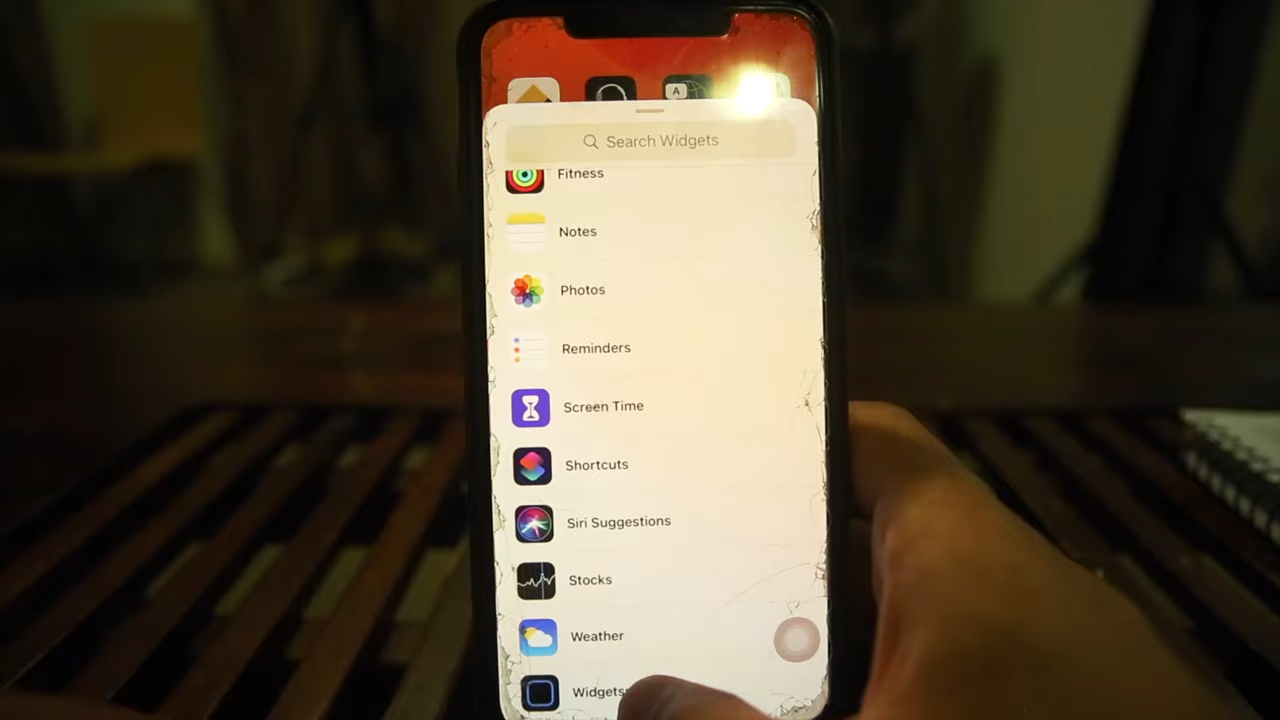 A
Search Widgets
Fitness
Notes
Photos
Reminders
Screen Time
Shortcuts
Siri Suggestions
Stocks
Weather